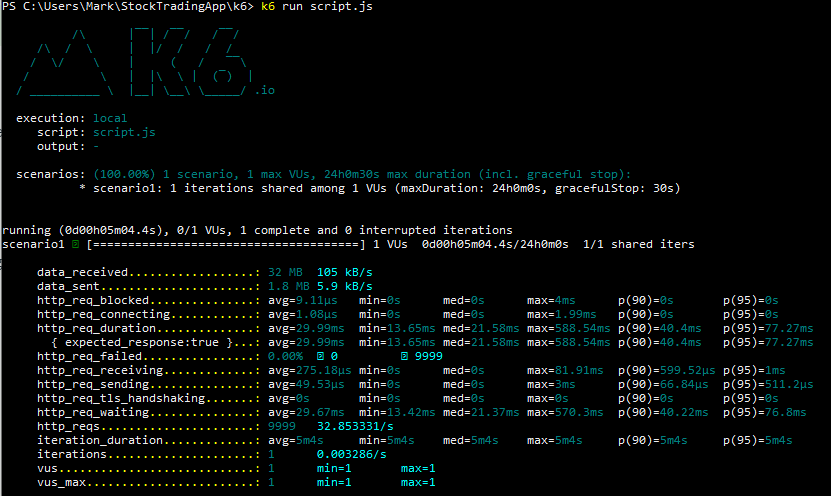 PS C:\Users\Mark\StockTradingApp\k6> k6 run script.js
.io
execution: local
script: script.js
output: -
scenarios: (100.00%) 1 scenario, 1 max VUs, 24h0m30s max duration (incl. graceful stop):
* scenario1: 1 iterations shared among 1 VUs (maxDuration: 24h0m0s, gracefulStop: 30s)
running (0d00h05m04.4s), 0/1 VUs, 1 complete and 0 interrupted iterations
scenario1 [======================================] 1 VUs 0d00h05m04.4s/24h0m0s 1/1 shared iters
data_received..................: 32 MB 105 kB/s
data_sent......................: 1.8 MB 5.9 kB/s
http_req_blocked...............: avg=9.11µs min=0s med=0s max=4ms p(90)=0s p(95)=0s
http_req_connecting............: avg=1.08µs min=0s med=0s max=1.99ms p(90)=0s p(95)=0s
http_req_duration..............: avg=29.99ms min=13.65ms med=21.58ms max=588.54ms p(90)=40.4ms p(95)=77.27ms
{ expected_response:true }...: avg=29.99ms min=13.65ms med=21.58ms max=588.54ms p(90)=40.4ms p(95)=77.27ms
http_req_failed................: 0.00% 0 9999
http_req_receiving.............: avg=275.18µs min=0s med=0s max=81.91ms p(90)=599.52µs p(95)=1ms
http_req_sending...............: avg=49.53µs min=0s med=0s max=3ms p(90)=66.84µs p(95)=511.2µs
http_req_tls_handshaking.......: avg=0s min=0s med=0s max=0s p(90)=0s p(95)=0s
http_req_waiting...............: avg=29.67ms min=13.42ms med=21.37ms max=570.3ms p(90)=40.22ms p(95)=76.8ms
http_reqs......................: 9999 32.853331/s
iteration_duration.............: avg=5m4s min=5m4s med=5m4s max=5m4s p(90)=5m4s p(95)=5m4s
iterations.....................: 1 0.003286/s
vus............................: 1 min=1 max=1
vus_max........................: 1 min=1 max=1